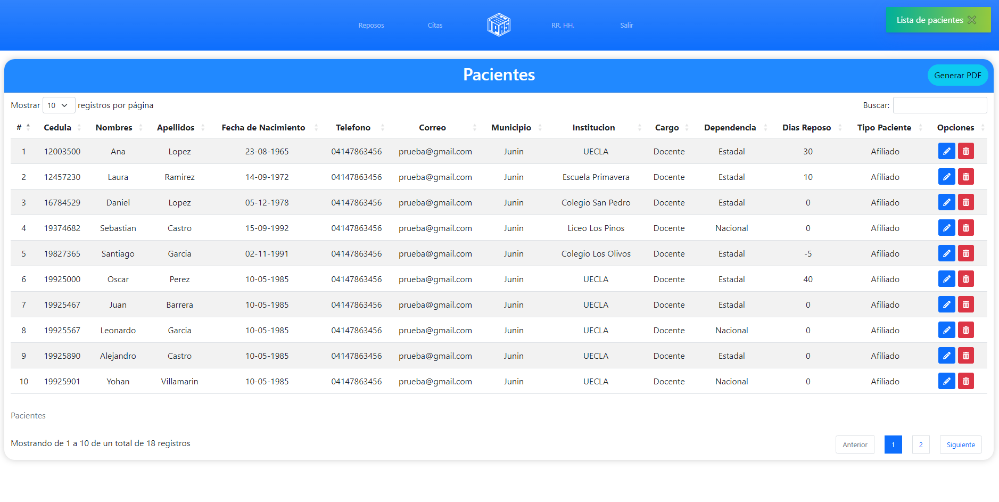 Reposos Citas RR. HH. Salir
Lista de pacientes
Pacientes
Generar PDF
Mostrar 10 registros por página
Buscar:
# Cedula Nombres Apellidos Fecha de Nacimiento Telefono Correo Municipio Institucion Cargo Dependencia Dias Reposo Tipo Paciente Opciones
1 12003500 Ana Lopez 23-08-1965 04147863456 prueba@gmail.com Junin UECLA Docente Estadal 30 Afiliado
2 12457230 Laura Ramirez 14-09-1972 04147863456 prueba@gmail.com Junin Escuela Primavera Docente Estadal 10 Afiliado
3 16784529 Daniel Lopez 05-12-1978 04147863456 prueba@gmail.com Junin Colegio San Pedro Docente Estadal 0 Afiliado
4 19374682 Sebastian Castro 15-09-1992 04147863456 prueba@gmail.com Junin Liceo Los Pinos Docente Nacional 0 Afiliado
5 19827365 Santiago Garcia 02-11-1991 04147863456 prueba@gmail.com Junin Colegio Los Olivos Docente Estadal -5 Afiliado
6 19925000 Oscar Perez 10-05-1985 04147863456 prueba@gmail.com Junin UECLA Docente Estadal 40 Afiliado
7 19925467 Juan Barrera 10-05-1985 04147863456 prueba@gmail.com Junin UECLA Docente Estadal 0 Afiliado
8 19925567 Leonardo Garcia 10-05-1985 04147863456 prueba@gmail.com Junin UECLA Docente Nacional 0 Afiliado
9 19925890 Alejandro Castro 10-05-1985 04147863456 prueba@gmail.com Junin UECLA Docente Estadal 0 Afiliado
10 19925901 Yohan Villamarin 10-05-1985 04147863456 prueba@gmail.com Junin UECLA Docente Nacional 0 Afiliado
Pacientes
Mostrando de 1 a 10 de un total de 18 registros
Anterior 1 2 Siguiente